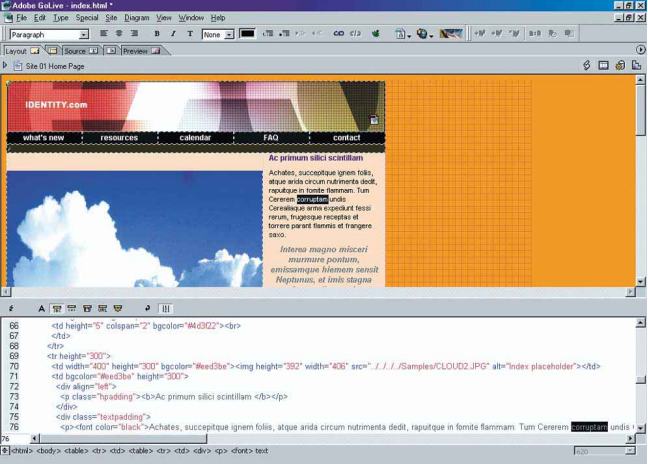 Adobe GoLive - index.html *
File Edit Type Special Site Diagram View Window Help
Paragraph B I T None
Layout Source Preview
Site 01 Home Page
IDENTITY.com
what's new resources calendar FAQ contact
Ac primum silici scintillam
Achates, succepitque ignem foliis,
atque arida circum nutrimenta dedit,
rapuitque in fomite flammam. Tum
Cererem corruptam undis
Cerealiaque arma expediunt fessi
rerum, frugesque receptas et
torrere parant flammis et frangere
saxo.
Interea magno misceri
murmure pontum,
emissamque hiemem sensit
Neptunus, et imis stagna
66 <td height="5" colspan="2" bgcolor="#4d3f22"><br>
67 </td>
68 </tr>
69 <tr height="300">
70 <td width="400" height="300" bgcolor="#eed3be"><img height="392" width="406" src="../../../../Samples/CLOUD2.JPG" alt="Index placeholder"></td>
71 <td bgcolor="#eed3be" height="300">
72 <div align="left">
73 <p class="hpadding"><b>Ac primum silici scintillam </b></p>
74 </div>
75 <div class="textpadding">
76 <p><font color="black">Achates, succepitque ignem foliis, atque arida circum nutrimenta dedit, rapuitque in fomite flammam. Tum Cererem corruptam undis
76
<html> <body> <table> <tr> <td> <table> <tr> <td> <div> <p> <font> text 620